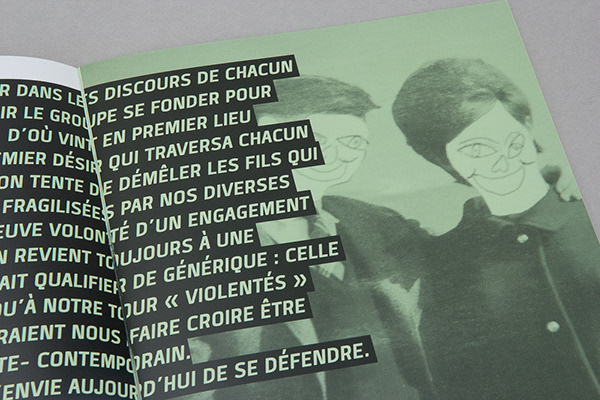 R DANS LES DISCOURS DE CHACUN
IR LE GROUPE SE FONDER POUR
D'OÙ VINT EN PREMIER LIEU
EMIER DÉSIR QUI TRAVERSA CHACUN
ON TENTE DE DÉMÊLER LES FILS QUI
FRAGILISÉES PAR NOS DIVERSES
EUVE VOLONTÉ D'UN ENGAGEMENT
N REVIENT TOUJOURS À UNE
AIT QUALIFIER DE GÉNÉRIQUE : CELLE
QU'À NOTRE TOUR « VIOLENTÉS »
RAIENT NOUS FAIRE CROIRE ÊTRE
TE- CONTEMPORAIN.
'ENVIE AUJOURD'HUI DE SE DÉFENDRE.